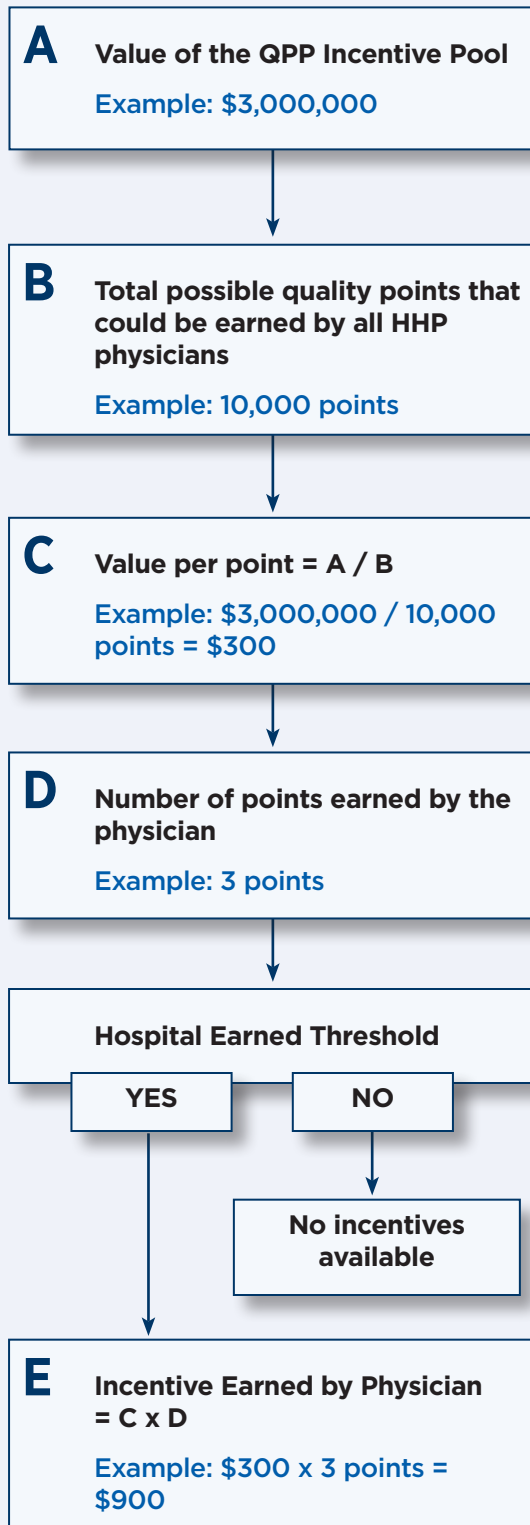 A
Value of the QPP Incentive Pool
Example: $3,000,000
B
Total possible quality points that
could be earned by all HHP
physicians
Example: 10,000 points
C
Value per point = A / B
Example: $3,000,000 / 10,000
points = $300
D
Number of points earned by the
physician
Example: 3 points
Hospital Earned Threshold
YES
NO
No incentives
available
E
Incentive Earned by Physician
= C x D
Example: $300 x 3 points =
$900